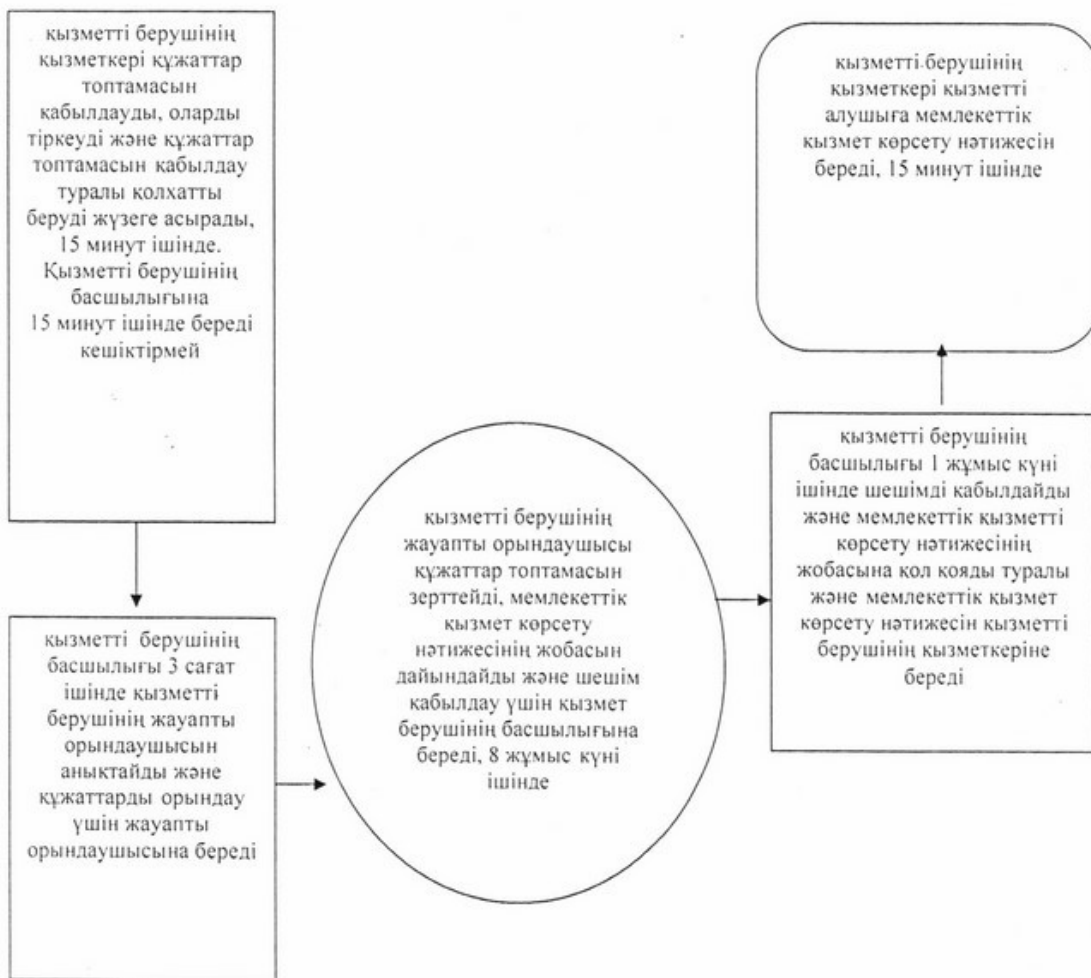 қызметті берушінің
қызметкері құжаттар
топтамасын
қабылдауды, оларды
тіркеуді және құжаттар
топтамасын қабылдау
туралы қолхатты
беруді жүзеге асырады,
15 минут ішінде.
Қызметті берушінің
басшылығына
15 минут ішінде береді
кешіктірмей
қызметті берушінің
басшылығы 3 сағат
ішінде қызметті
берушінің жауапты
орындаушысын
анықтайды және
құжаттарды орындау
үшін жауапты
орындаушысына береді
қызметті берушінің
жауапты орындаушысы
құжаттар топтамасын
зерттейді, мемлекеттік
қызмет көрсету
нәтижесінің жобасын
дайындайды және шешім
қабылдау үшін қызмет
берушінің басшылығына
береді, 8 жұмыс күні
ішінде
қызметті берушінің
басшылығы 1 жұмыс күні
ішінде шешімді қабылдайды
және мемлекеттік қызметті
көрсету нәтижесінің
жобасына қол қояды туралы
және мемлекеттік қызмет
көрсету нәтижесін қызметті
берушінің қызметкеріне
береді
қызметті берушінің
қызметкері қызметті
алушыға мемлекеттік
қызмет көрсету нәтижесін
береді, 15 минут ішінде